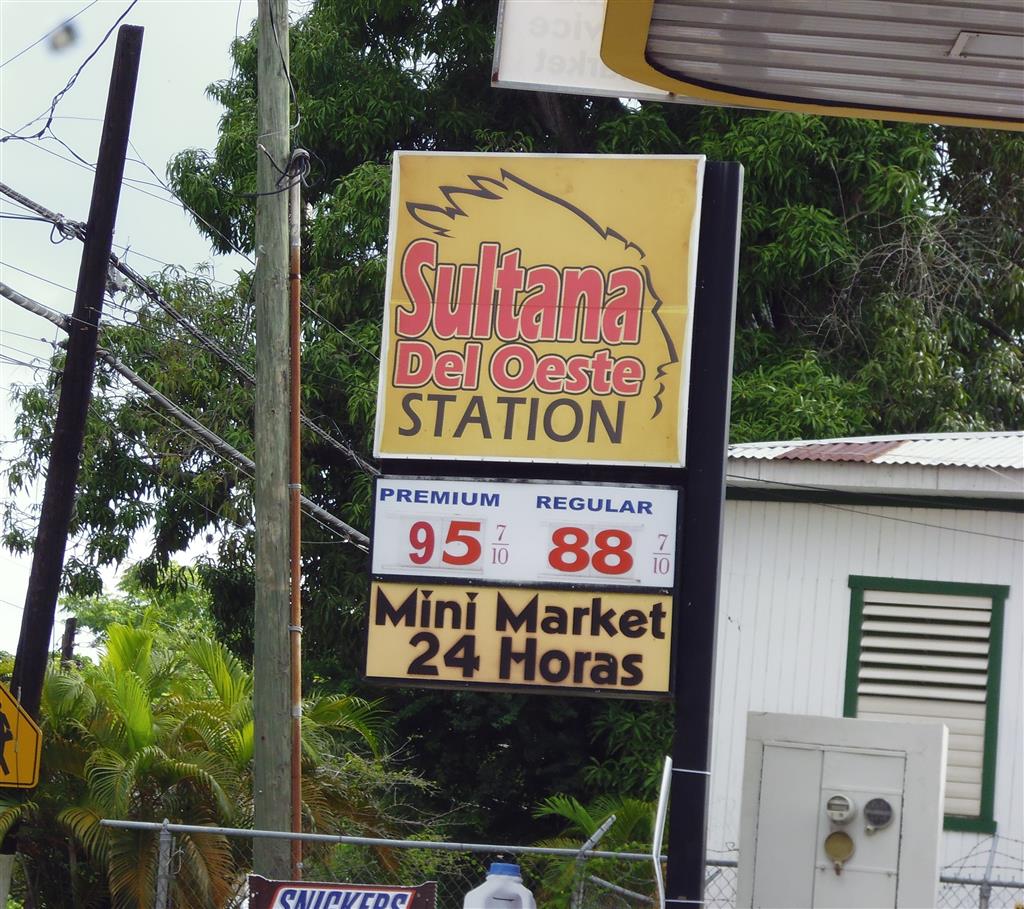 Sultana
Del Oeste
STATION
PREMIUM REGULAR
95 7/10 88 7/10
Mini Market
24 Horas
SNICKERS